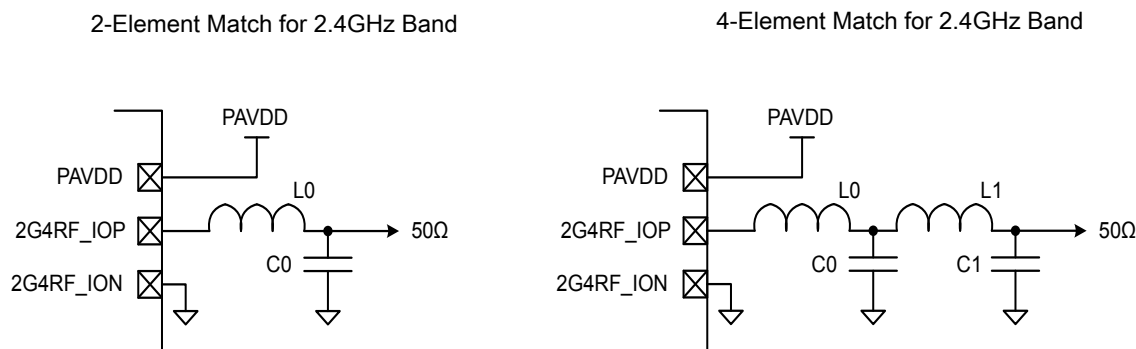 2-Element Match for 2.4GHz Band
PAVDD
PAVDD
L0
2G4RF_IOP
50Ω
C0
2G4RF_ION
4-Element Match for 2.4GHz Band
PAVDD
PAVDD
L0
L1
2G4RF_IOP
50Ω
C0
C1
2G4RF_ION